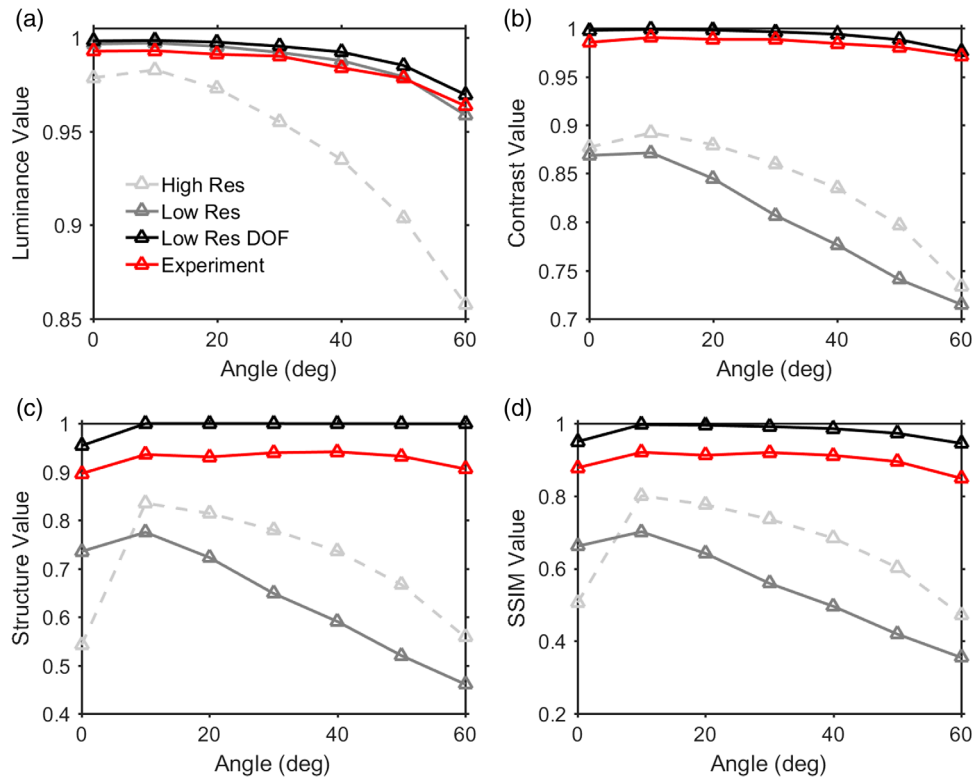 (a)
1
0.95
0.9
0.85
Luminance Value
High Res
Low Res
Low Res DOF
Experiment
0 20 40 60
Angle (deg)
(b)
1
0.95
0.9
0.85
0.8
0.75
0.7
Contrast Value
0 20 40 60
Angle (deg)
(c)
1
0.9
0.8
0.7
0.6
0.5
0.4
Structure Value
0 20 40 60
Angle (deg)
(d)
1
0.8
0.6
0.4
0.2
SSIM Value
0 20 40 60
Angle (deg)